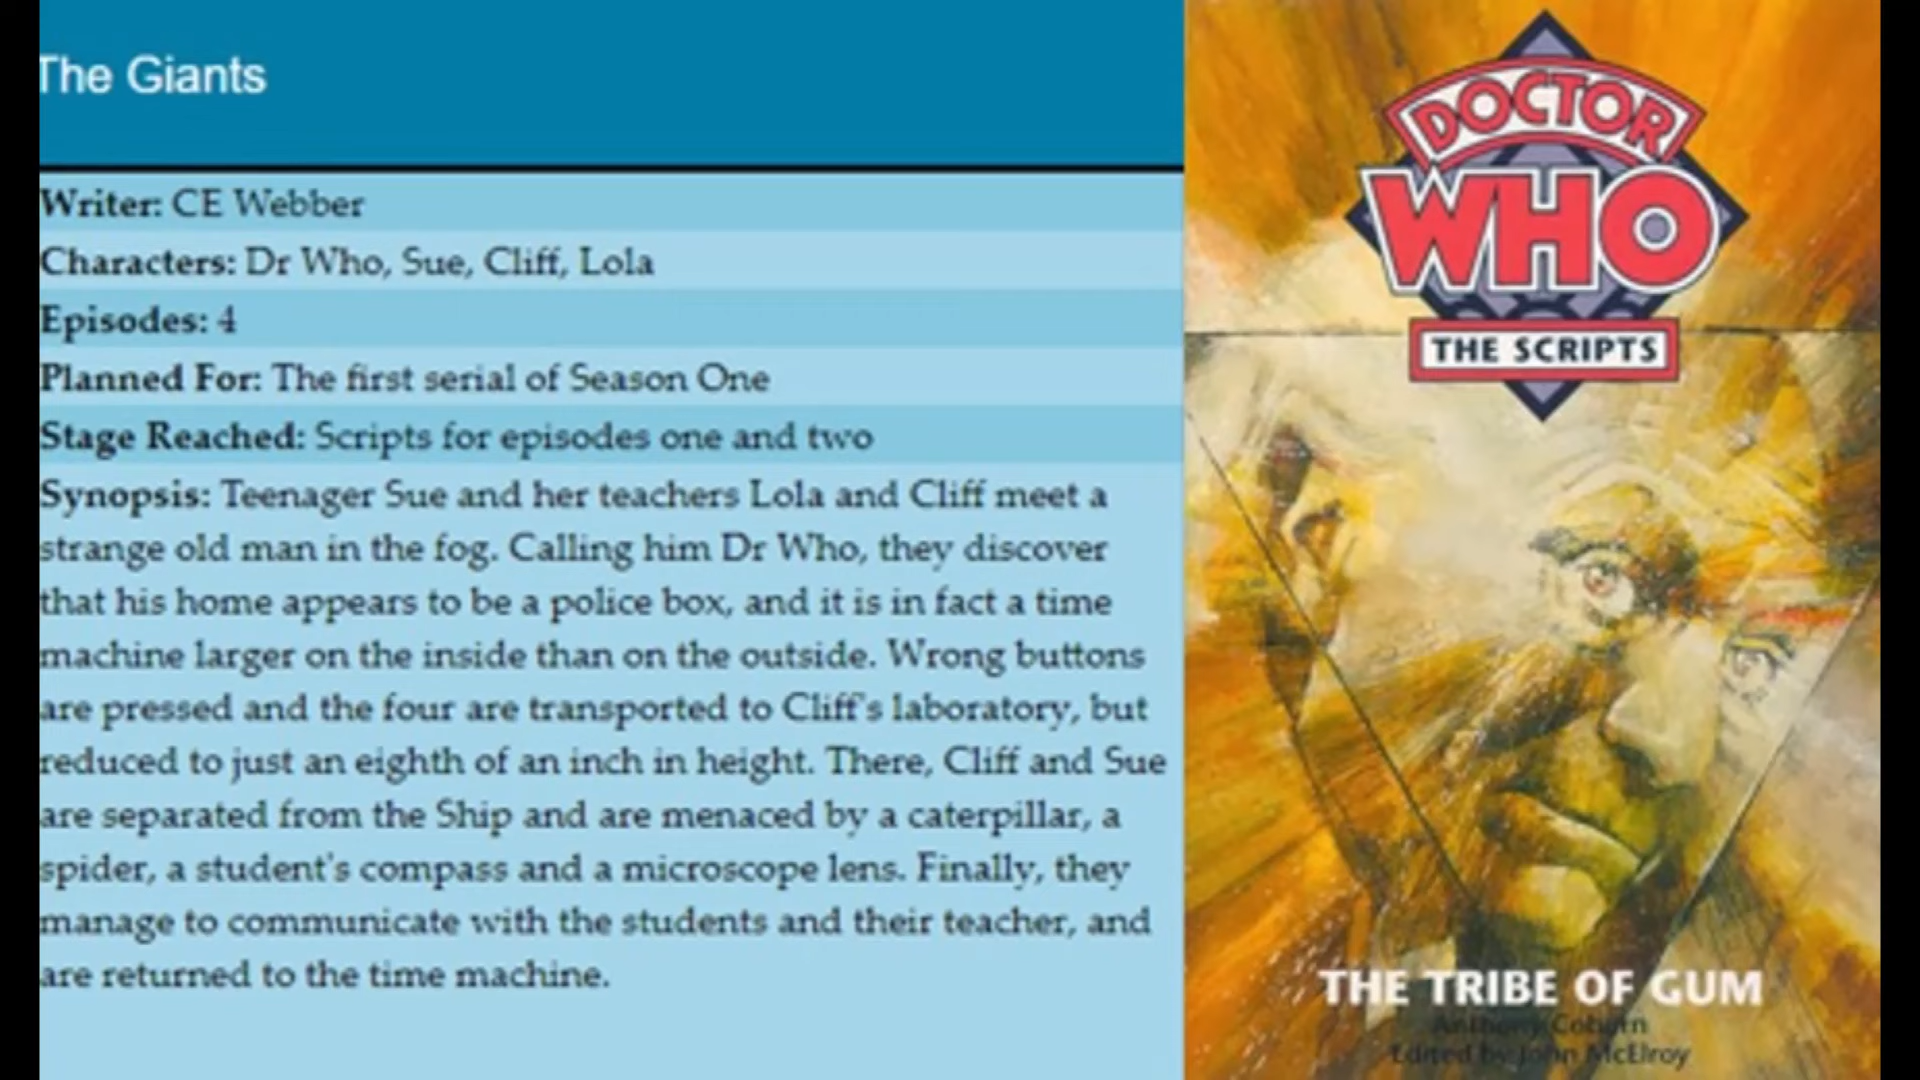 The Giants
Writer: CE Webber
Characters: Dr Who, Sue, Cliff, Lola
Episodes: 4
Planned For: The first serial of Season One
Stage Reached: Scripts for episodes one and two
Synopsis: Teenager Sue and her teachers Lola and Cliff meet a
strange old man in the fog. Calling him Dr Who, they discover
that his home appears to be a police box, and it is in fact a time
machine larger on the inside than on the outside. Wrong buttons
are pressed and the four are transported to Cliff's laboratory, but
reduced to just an eighth of an inch in height. There, Cliff and Sue
are separated from the Ship and are menaced by a caterpillar, a
spider, a student's compass and a microscope lens. Finally, they
manage to communicate with the students and their teacher, and
are returned to the time machine.
DOCTOR
WHO
THE SCRIPTS
THE TRIBE OF GUM
Anthony Coburn
Edited by John McElroy